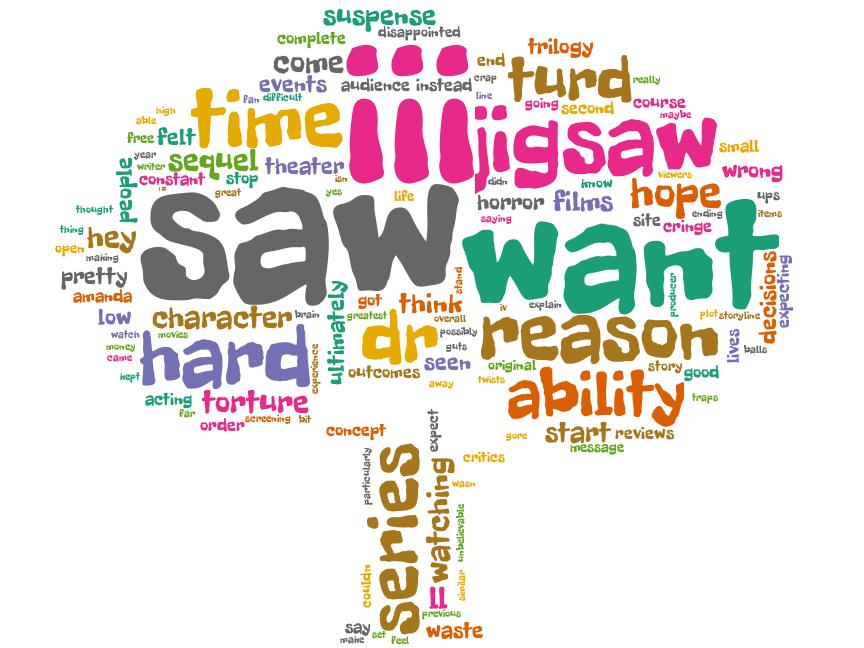 suspense
complete disappointed
come iii end crap turd trilogy really
events audience instead
fan difficult line going second course maybe
high able time jigsaw
free felt small
year writer sequel theater viewers wrong
constant stop isn didn know
people great yes life horror films hope ups
thought saw saying site ending items
thing hey cringe
open making want
pretty stand producer decisions expecting
amanda ultimately got think iv explain
low character brain greatest overall plot storyline
watch movies hard dr possibly reason lives balls
money came guts
experience outcomes seen original story good
kept away twists
acting torture ability traps
far order screening bit
concept expect gore start reviews
message
particularly series watching critics
wasn
unbelievable
couldn ll similar
previous
say set waste
make feel